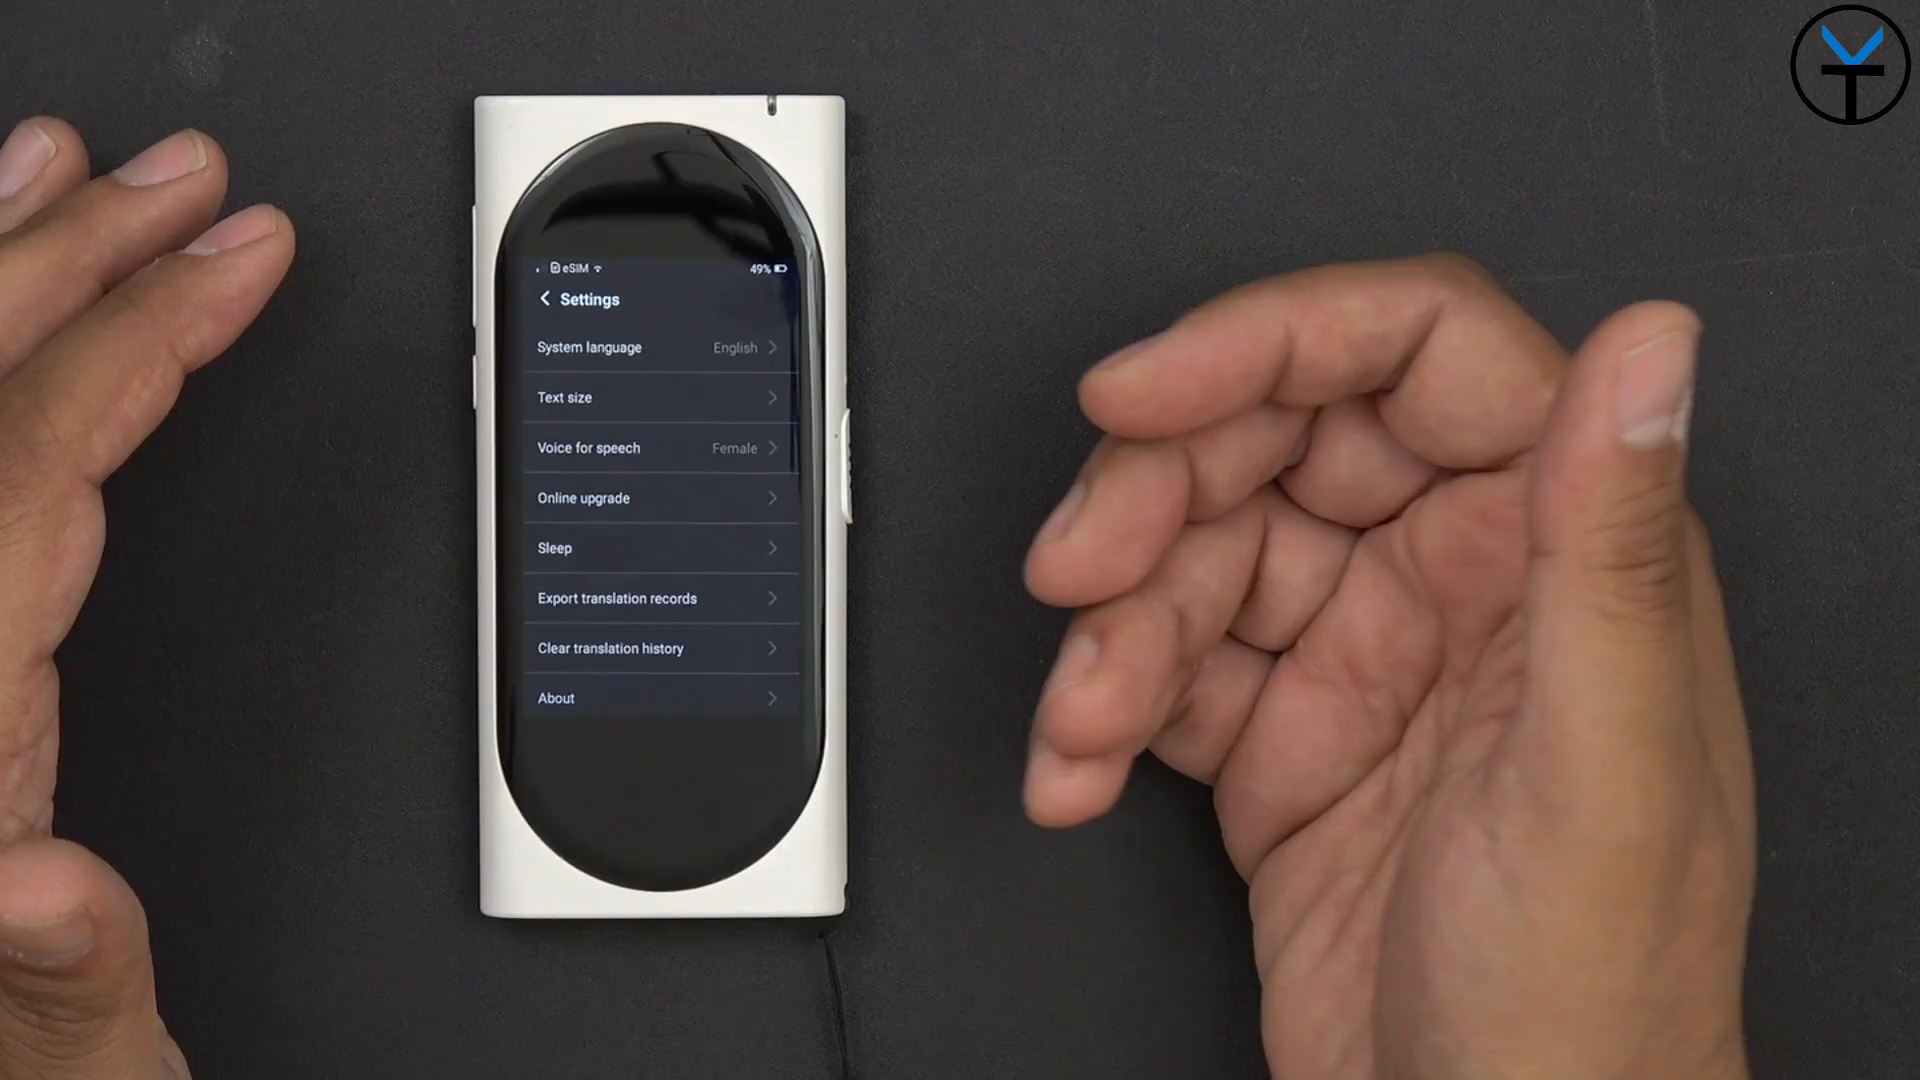 eSIM 49%
Settings
System language English
Text size
Voice for speech Female
Online upgrade
Sleep
Export translation records
Clear translation history
About